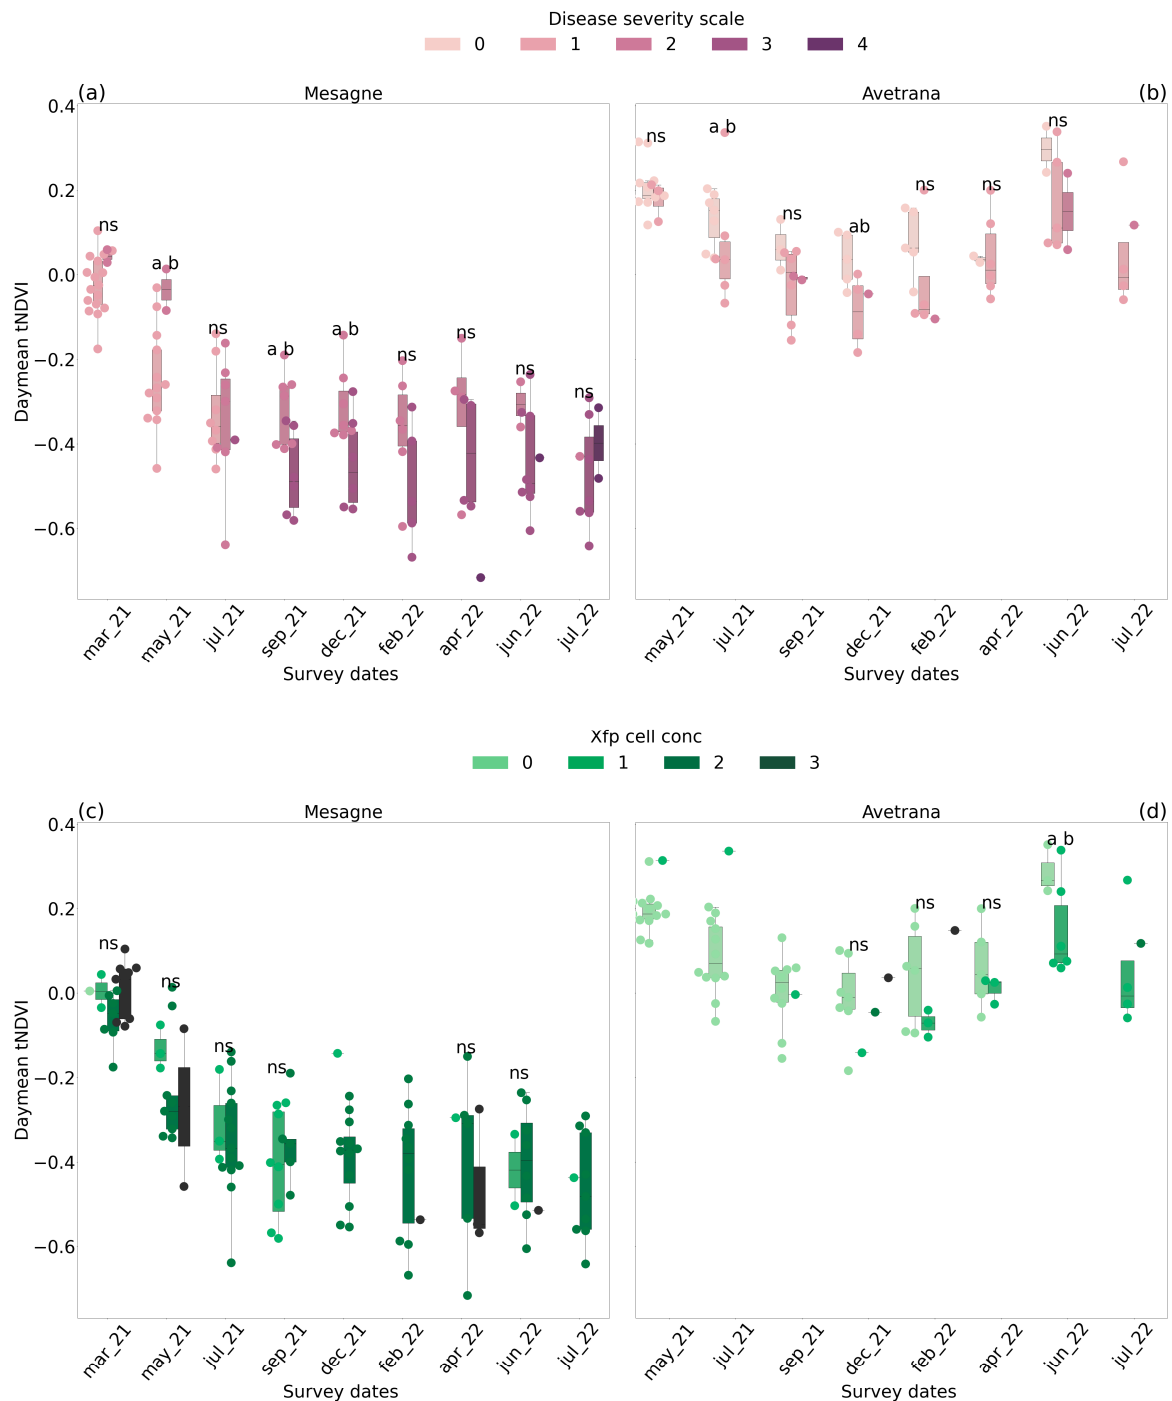 Disease severity scale
0 1 2 3 4
(a) Mesagne Avetrana (b)
Daymean tNDVI
0.4
0.2
0.0
−0.2
−0.4
−0.6
ns
a b
ns
a b
a b
ns
ns
ns
ns
ns
a b
ns
ab
ns
ns
ns
mar_21 may_21 jul_21 sep_21 dec_21 feb_22 apr_22 jun_22 jul_22
may_21 jul_21 sep_21 dec_21 feb_22 apr_22 jun_22 jul_22
Survey dates Survey dates
Xfp cell conc
0 1 2 3
(c) Mesagne Avetrana (d)
Daymean tNDVI
0.4
0.2
0.0
−0.2
−0.4
−0.6
ns
ns
ns
ns
ns
ns
ns
ns
ns
a b
mar_21 may_21 jul_21 sep_21 dec_21 feb_22 apr_22 jun_22 jul_22
may_21 jul_21 sep_21 dec_21 feb_22 apr_22 jun_22 jul_22
Survey dates Survey dates